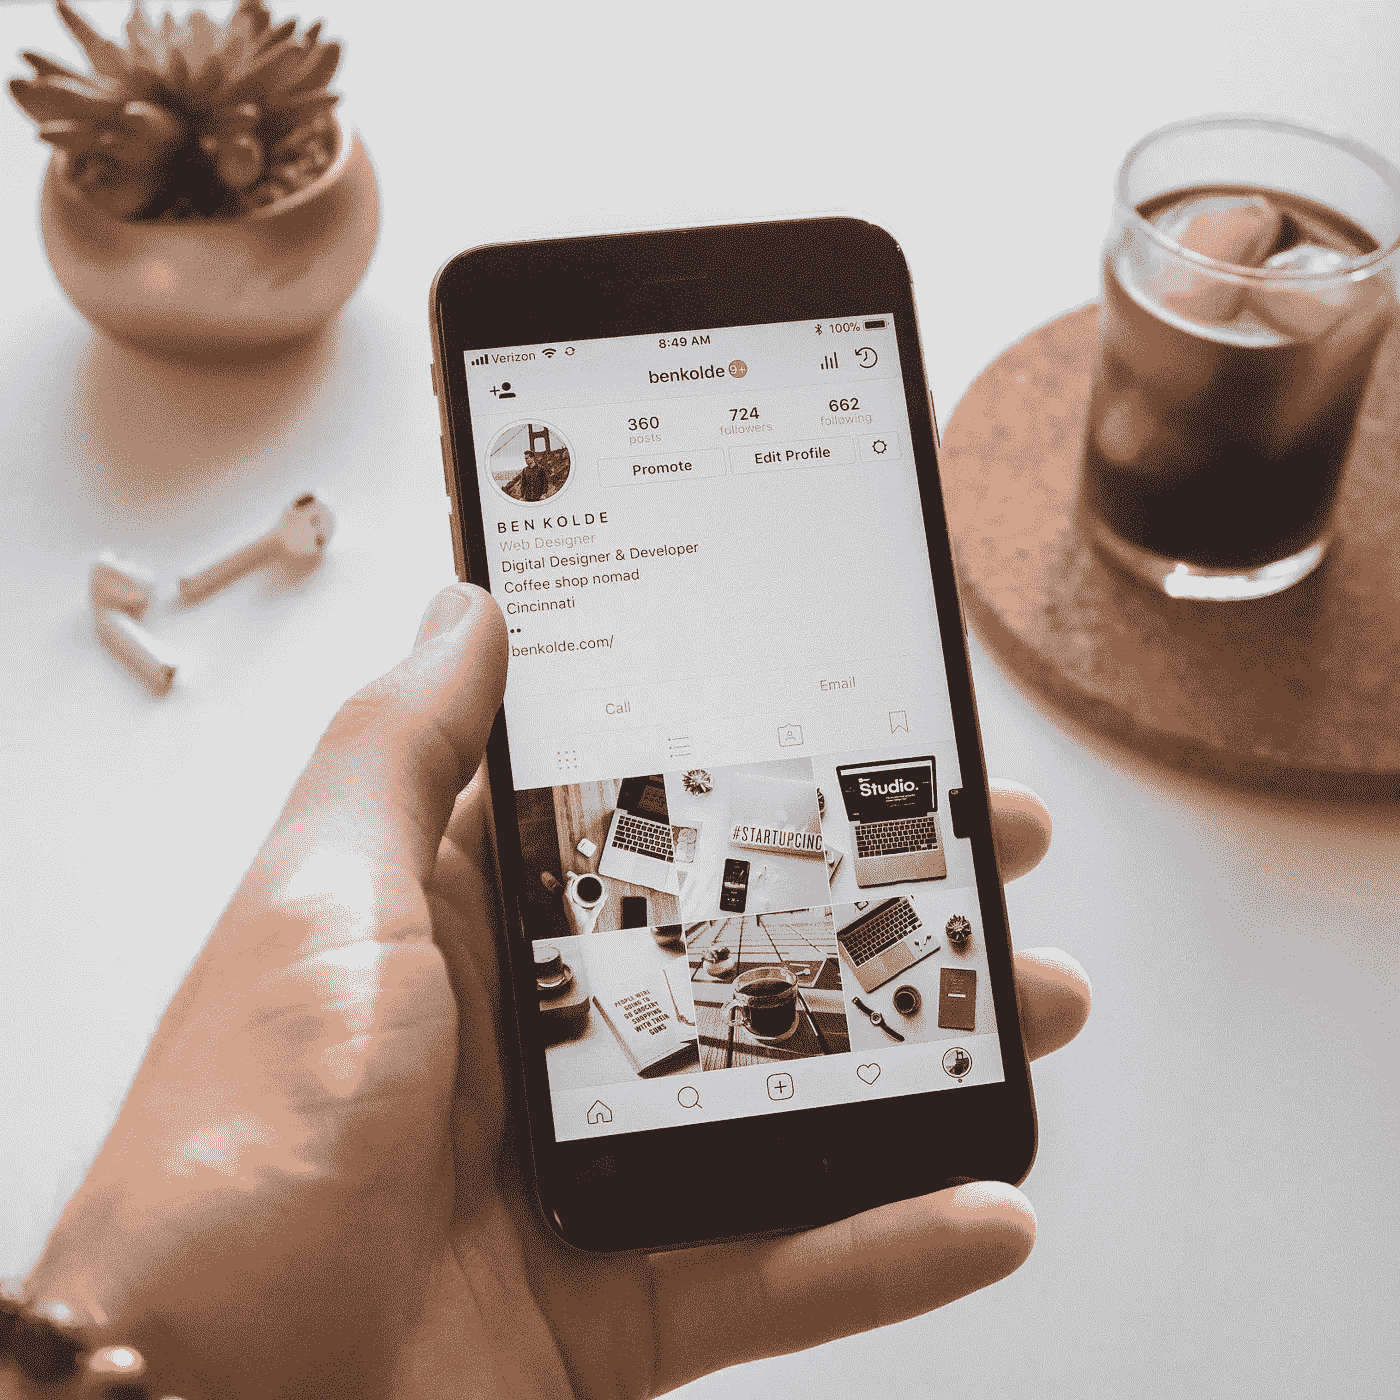 Verizon 8:49 AM 100%
benkolde 9+
360 724 662
posts followers following
Promote Edit Profile
BEN KOLDE
Web Designer
Digital Designer & Developer
Coffee shop nomad
Cincinnati
••
benkolde.com/
Call Email
#STARTUPCINC
Studio.
PEOPLE WERE
GOING TO
GO GROCERY
SHOPPING
WITH THEIR
GUNS